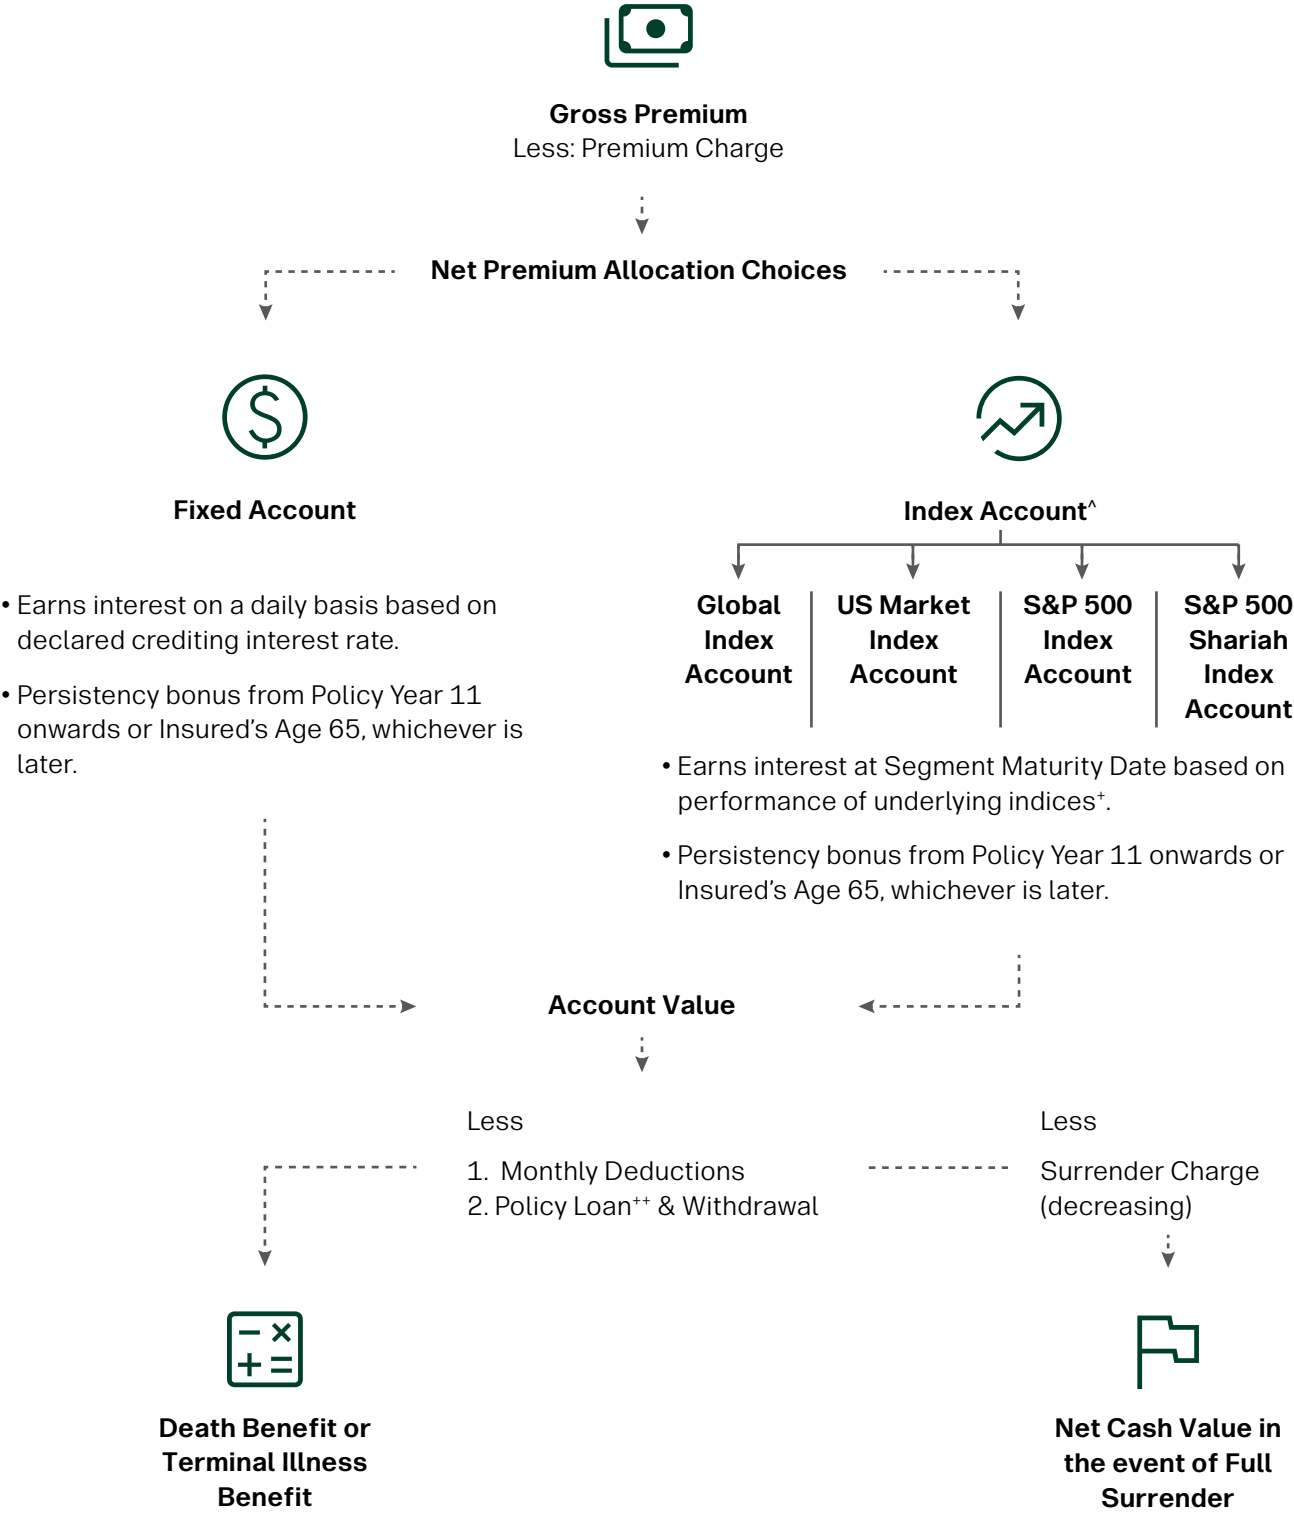 Gross Premium
Less: Premium Charge
Net Premium Allocation Choices
Fixed Account
• Earns interest on a daily basis based on
declared crediting interest rate.
• Persistency bonus from Policy Year 11
onwards or Insured’s Age 65, whichever is
later.
Index Account^
Global
Index
Account
US Market
Index
Account
S&P 500
Index
Account
S&P 500
Shariah
Index
Account
• Earns interest at Segment Maturity Date based on
performance of underlying indices⁺.
• Persistency bonus from Policy Year 11 onwards or
Insured’s Age 65, whichever is later.
Account Value
Less
1. Monthly Deductions
2. Policy Loan⁺⁺ & Withdrawal
Less
Surrender Charge
(decreasing)
Death Benefit or
Terminal Illness
Benefit
Net Cash Value in
the event of Full
Surrender